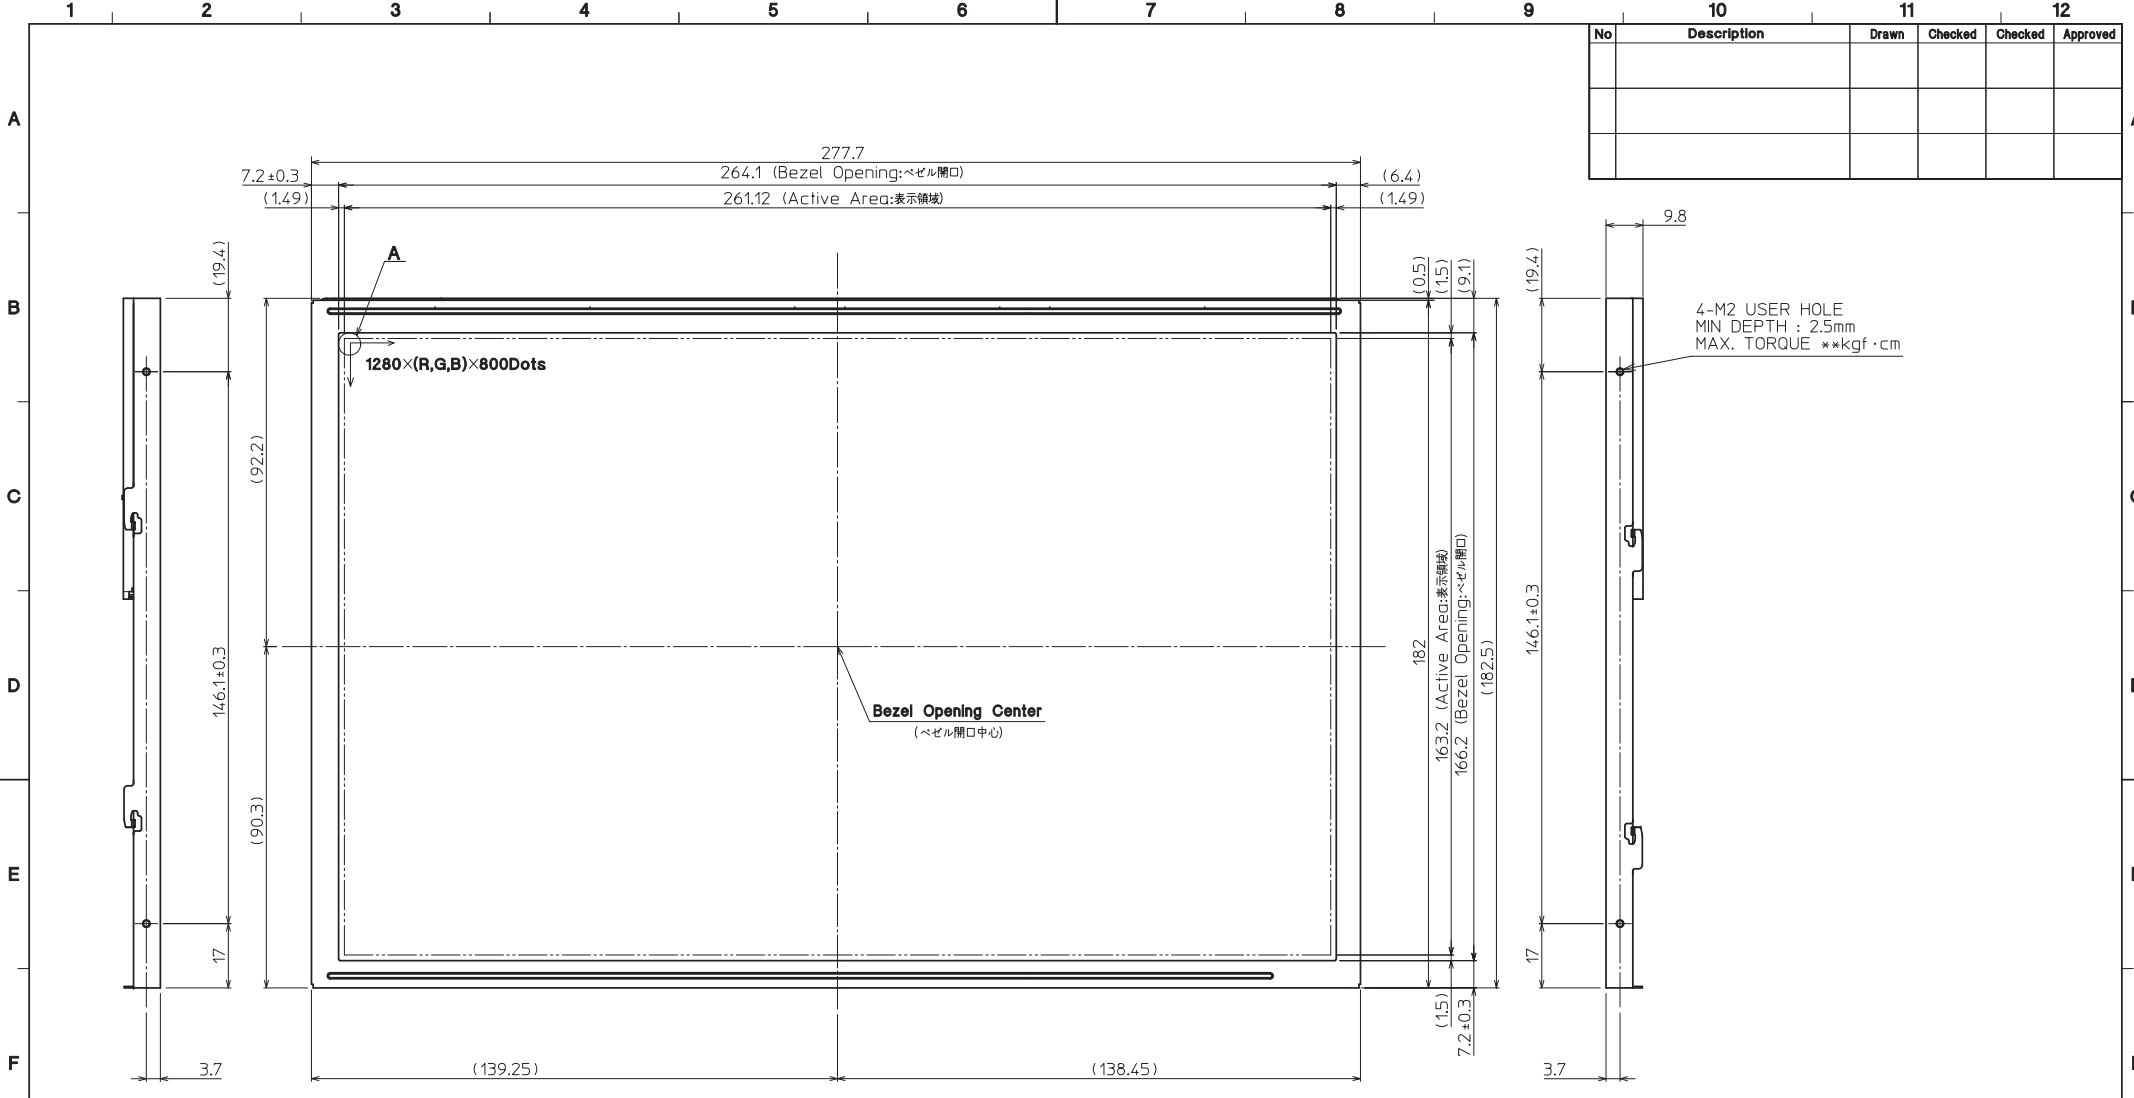 1 2 3 4 5 6 7 8 9 10 11 12
No Description Drawn Checked Checked Approved
A
277.7
7.2±0.3 264.1 (Bezel Opening:ベゼル開口) (6.4)
(1.49) 261.12 (Active Area:表示領域) (1.49)
9.8
A
(19.4) (0.5) (1.5) (9.1) (19.4)
B
4-M2 USER HOLE
MIN DEPTH : 2.5mm
MAX. TORQUE **kgf·cm
1280×(R,G,B)×800Dots
(92.2)
C
146.1±0.3
182
163.2 (Active Area:表示領域)
166.2 (Bezel Opening:ベゼル開口)
(182.5)
146.1±0.3
D
Bezel Opening Center
(ベゼル開口中心)
(90.3)
E
17
17
(1.5)
7.2±0.3
F
3.7 (139.25) (138.45) 3.7